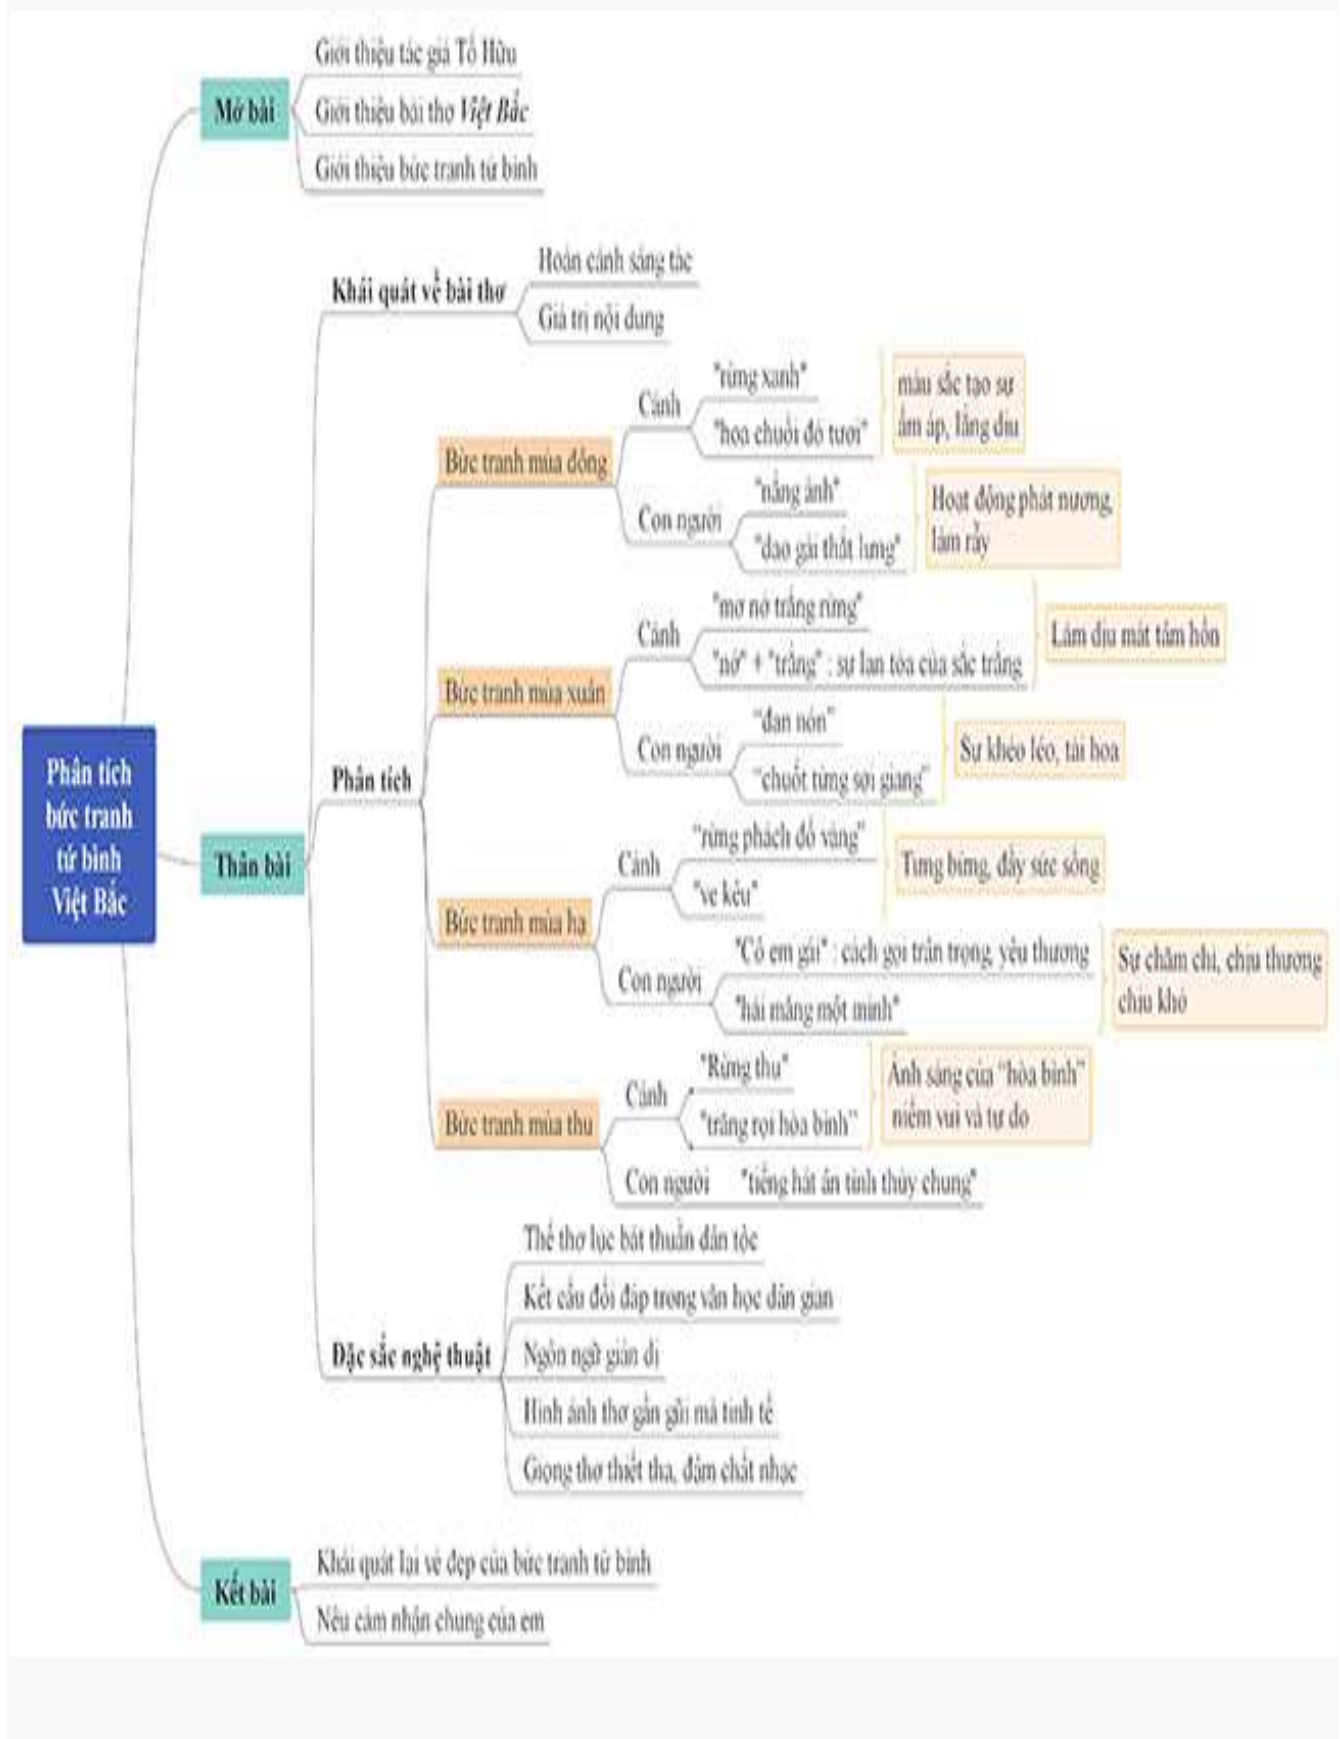 Giới thiệu tác giả Tố Hữu
Mở bài
Giới thiệu bài thơ Việt Bắc
Giới thiệu bức tranh tứ bình
Khái quát về bài thơ
Hoàn cảnh sáng tác
Giá trị nội dung
Phân tích
bức tranh
tứ bình
Việt Bắc
Thân bài
Phân tích
Bức tranh mùa đông
Cảnh
"rừng xanh"
"hoa chuối đỏ tươi"
màu sắc tạo sự
ấm áp, lắng dịu
Con người
"nắng ánh"
"dao gài thắt lưng"
Hoạt động phát nương,
làm rẫy
Bức tranh mùa xuân
Cảnh
"mơ nở trắng rừng"
"nở" + "trắng" : sự lan tỏa của sắc trắng
Làm dịu mát tâm hồn
Con người
"đan nón"
"chuốt từng sợi giang"
Sự khéo léo, tài hoa
Bức tranh mùa hạ
Cảnh
"rừng phách đổ vàng"
"ve kêu"
Tưng bừng, đầy sức sống
Con người
"Cô em gái" : cách gọi trân trọng, yêu thương
"hái măng một mình"
Sự chăm chỉ, chịu thương
chịu khó
Bức tranh mùa thu
Cảnh
"Rừng thu"
"trăng rọi hòa bình"
Ánh sáng của "hòa bình"
niềm vui và tự do
Con người
"tiếng hát ân tình thủy chung"
Đặc sắc nghệ thuật
Thể thơ lục bát thuần dân tộc
Kết cấu đối đáp trong văn học dân gian
Ngôn ngữ giản dị
Hình ảnh thơ gần gũi mà tinh tế
Giọng thơ thiết tha, đậm chất nhạc
Kết bài
Khái quát lại vẻ đẹp của bức tranh tứ bình
Nêu cảm nhận chung của em